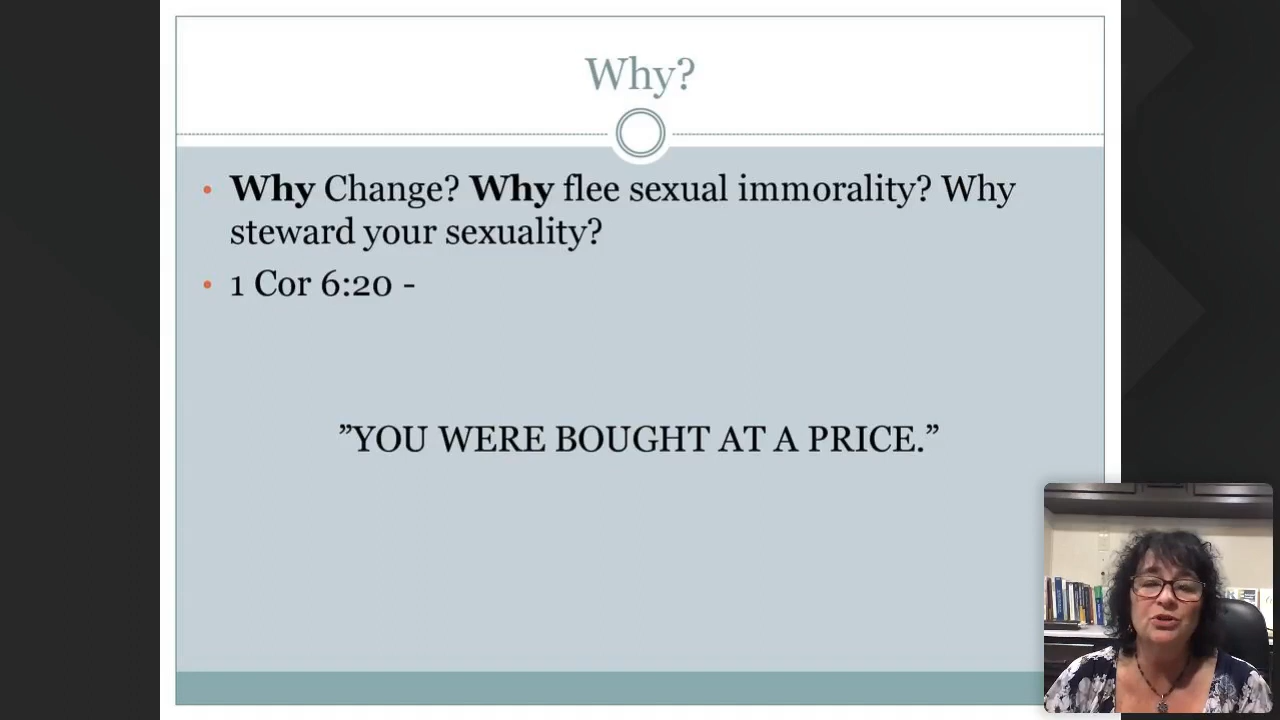 Why?
• Why Change? Why flee sexual immorality? Why
steward your sexuality?
• 1 Cor 6:20 -
”YOU WERE BOUGHT AT A PRICE.”